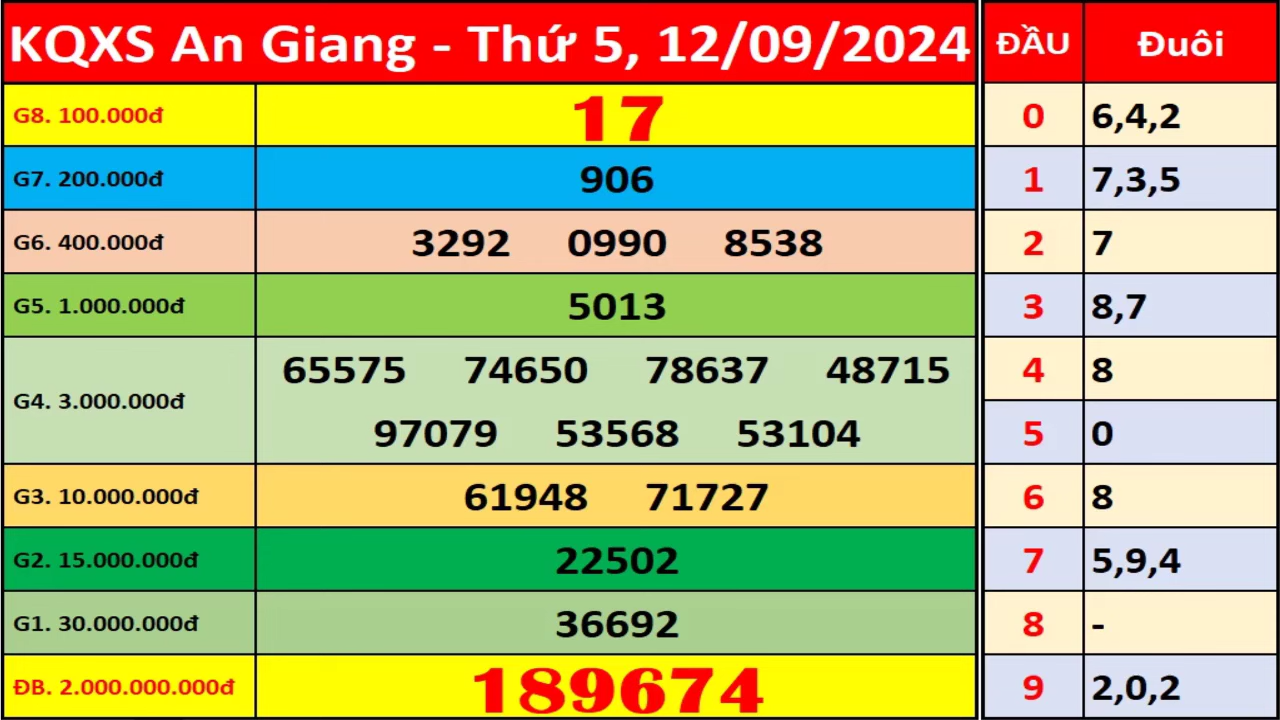 KQXS An Giang - Thứ 5, 12/09/2024
G8. 100.000đ 17
G7. 200.000đ 906
G6. 400.000đ 3292 0990 8538
G5. 1.000.000đ 5013
G4. 3.000.000đ 65575 74650 78637 48715
97079 53568 53104
G3. 10.000.000đ 61948 71727
G2. 15.000.000đ 22502
G1. 30.000.000đ 36692
ĐB. 2.000.000.000đ 189674
ĐẦU Đuôi
0 6,4,2
1 7,3,5
2 7
3 8,7
4 8
5 0
6 8
7 5,9,4
8 -
9 2,0,2